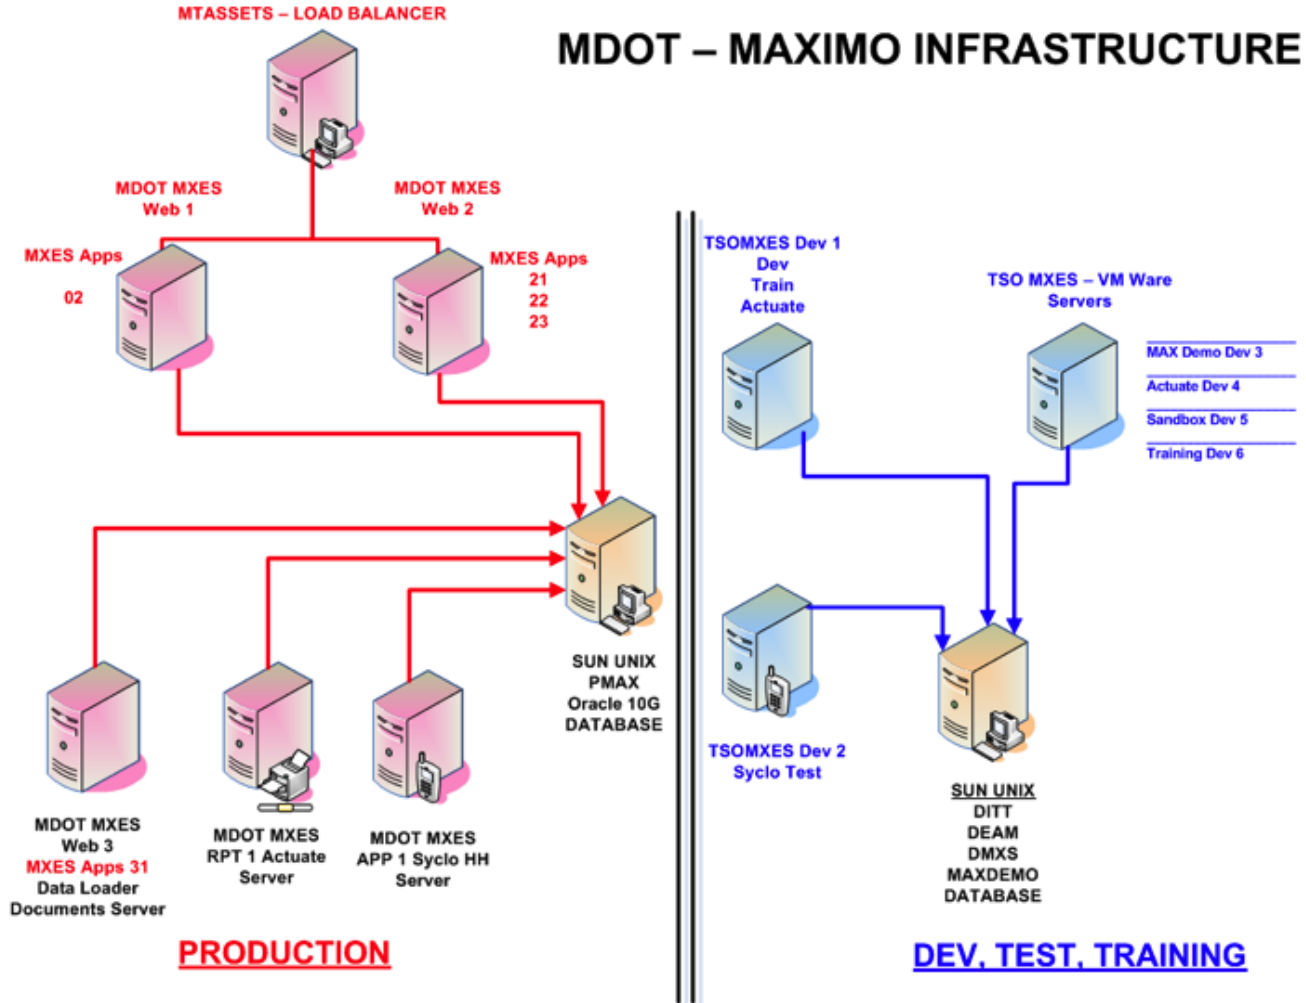 MTASSETS – LOAD BALANCER
MDOT – MAXIMO INFRASTRUCTURE
MDOT MXES
Web 1
MDOT MXES
Web 2
MXES Apps
02
MXES Apps
21
22
23
SUN UNIX
PMAX
Oracle 10G
DATABASE
MDOT MXES
Web 3
MXES Apps 31
Data Loader
Documents Server
MDOT MXES
RPT 1 Actuate
Server
MDOT MXES
APP 1 Syclo HH
Server
PRODUCTION
TSOMXES Dev 1
Dev
Train
Actuate
TSO MXES – VM Ware
Servers
MAX Demo Dev 3
Actuate Dev 4
Sandbox Dev 5
Training Dev 6
TSOMXES Dev 2
Syclo Test
SUN UNIX
DITT
DEAM
DMXS
MAXDEMO
DATABASE
DEV, TEST, TRAINING